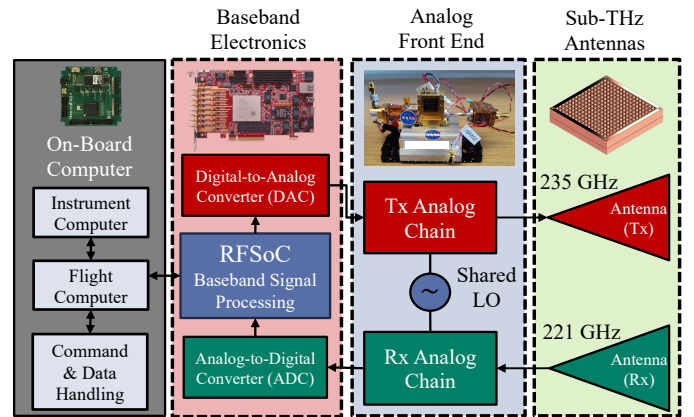 Baseband
Electronics
Analog
Front End
Sub-THz
Antennas
On-Board
Computer
Instrument
Computer
Flight
Computer
Command
& Data
Handling
Digital-to-Analog
Converter (DAC)
RFSoC
Baseband Signal
Processing
Analog-to-Digital
Converter (ADC)
NASA
NASA
Tx Analog
Chain
~
Shared
LO
Rx Analog
Chain
235 GHz
Antenna
(Tx)
221 GHz
Antenna
(Rx)